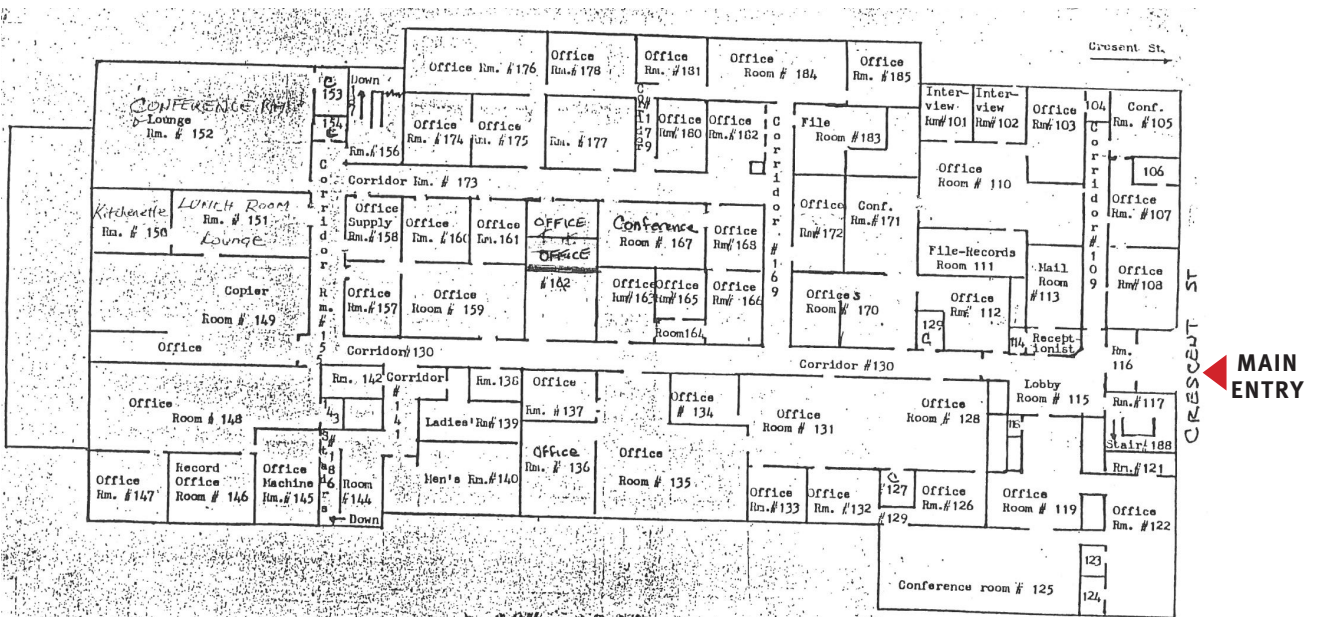 Cresent St.
Office Rm. # 176
Office
Rm.# 178
Office
Rm. #181
Office
Room # 184
Office
Rm. #185
CONFERENCE RM
Lounge
Rm. # 152
C
153
154
Down
Rm.#156
Office
Rm. # 174
Office
Rm. # 175
Rm. #177
Rm# 180
Office
Rm.#182
Corridor #169
File
Room #183
Inter-
view
Rm#101
Inter-
view
Rm#102
Office
Rm#103
104
Conf.
Rm. #105
106
Corridor #109
Office
Room # 110
Office
Rm. #107
Corridor Rm. # 173
Kitchenette
Rm. # 150
LUNCH ROOM
Rm. # 151
Lounge
Office
Supply
Rm.#158
Office
Rm. #160
Office
Rm.161
OFFICE
OFFICE
#162
Conference
Room # 167
Office
Rm#168
Office
Rm#172
Conf.
Rm.#171
File-Records
Room 111
Mail
Room
#113
Office
Rm#108
Copier
Room # 149
Office
Rm.#157
Office
Room # 159
Office
Rm#163
Office
Rm#165
Office
Rm# 166
Room164
Offices
Room # 170
Office
Rm# 112
129
C
114
Recept-
ionist
Rm.
116
CRESCENT ST
MAIN
ENTRY
Office
Corridor#130
Corridor #130
Rm. 142
Corridor
#141
Rm.138
Office
Rm. #137
Office
# 134
Office
Room # 131
Office
Room # 128
Lobby
Room # 115
Rm.#117
Office
Room # 148
143
Ladies'Rm#139
Stair#188
Office
Rm. #147
Record
Office
Room # 146
Office
Machine
Rm.#145
Room
#144
Down
Men's Rm.#140
OFFICE
Rm. # 136
Office
Room # 135
Office
Rm.#133
Office
Rm. #132
C
#127
#129
Office
Rm.#126
Office
Room # 119
Rm.#121
Office
Rm. #122
Conference room # 125
123
124